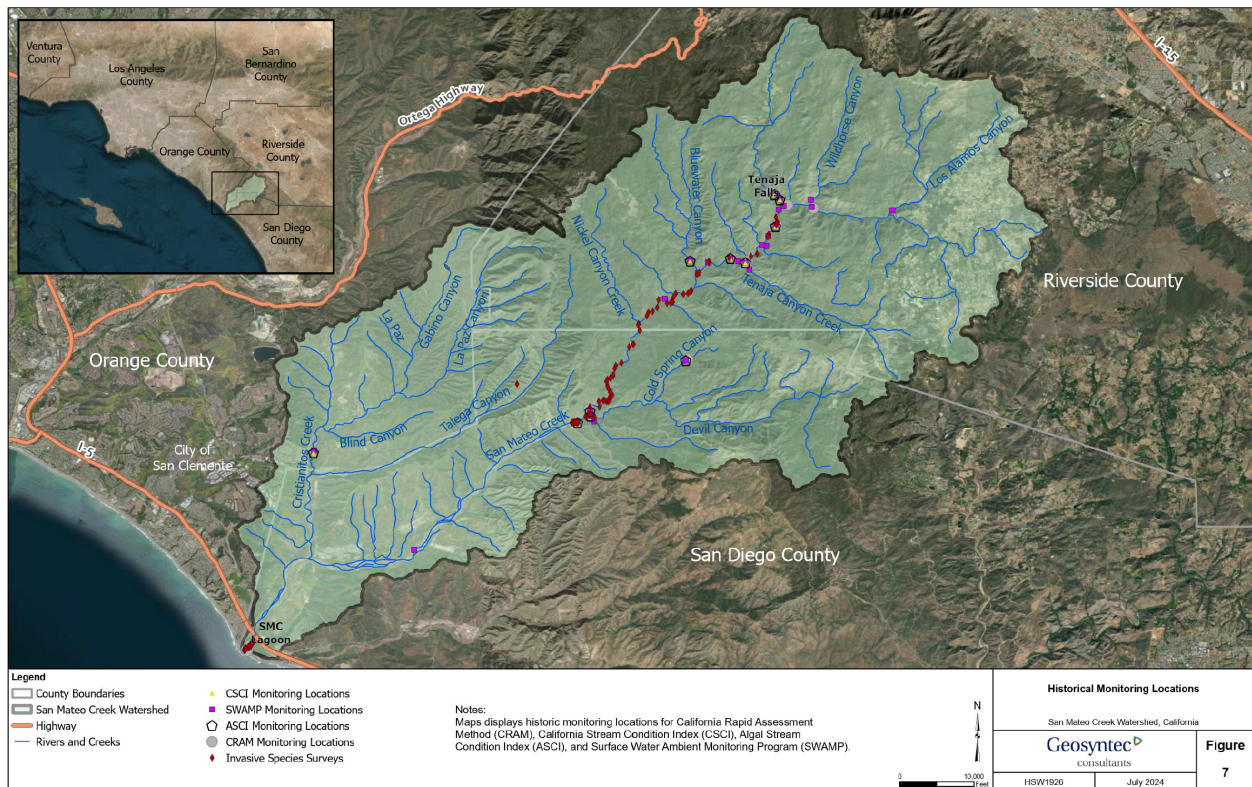 Ventura
County
Los Angeles
County
San
Bernardino
County
Orange County
Riverside
County
San Diego
County
Ortega Highway
I-15
Wildhorse Canyon
Los Alamos Canyon
Bluewater Canyon
Tenaja
Falls
Nickel Canyon Creek
Tenaja Canyon Creek
Riverside County
La Paz
Gabino Canyon
La Paz Canyon
Orange County
Cold Spring Canyon
Talega Canyon
Blind Canyon
San Mateo Creek
Devil Canyon
City of
San Clemente
I-5
Cristianitos Creek
San Diego County
SMC
Lagoon
Legend
County Boundaries
San Mateo Creek Watershed
Highway
Rivers and Creeks
CSCI Monitoring Locations
SWAMP Monitoring Locations
ASCI Monitoring Locations
CRAM Monitoring Locations
Invasive Species Surveys
Notes:
Maps displays historic monitoring locations for California Rapid Assessment
Method (CRAM), California Stream Condition Index (CSCI), Algal Stream
Condition Index (ASCI), and Surface Water Ambient Monitoring Program (SWAMP).
N
0 10,000
Feet
Historical Monitoring Locations
San Mateo Creek Watershed, California
Geosyntec
consultants
HSW1926
July 2024
Figure
7